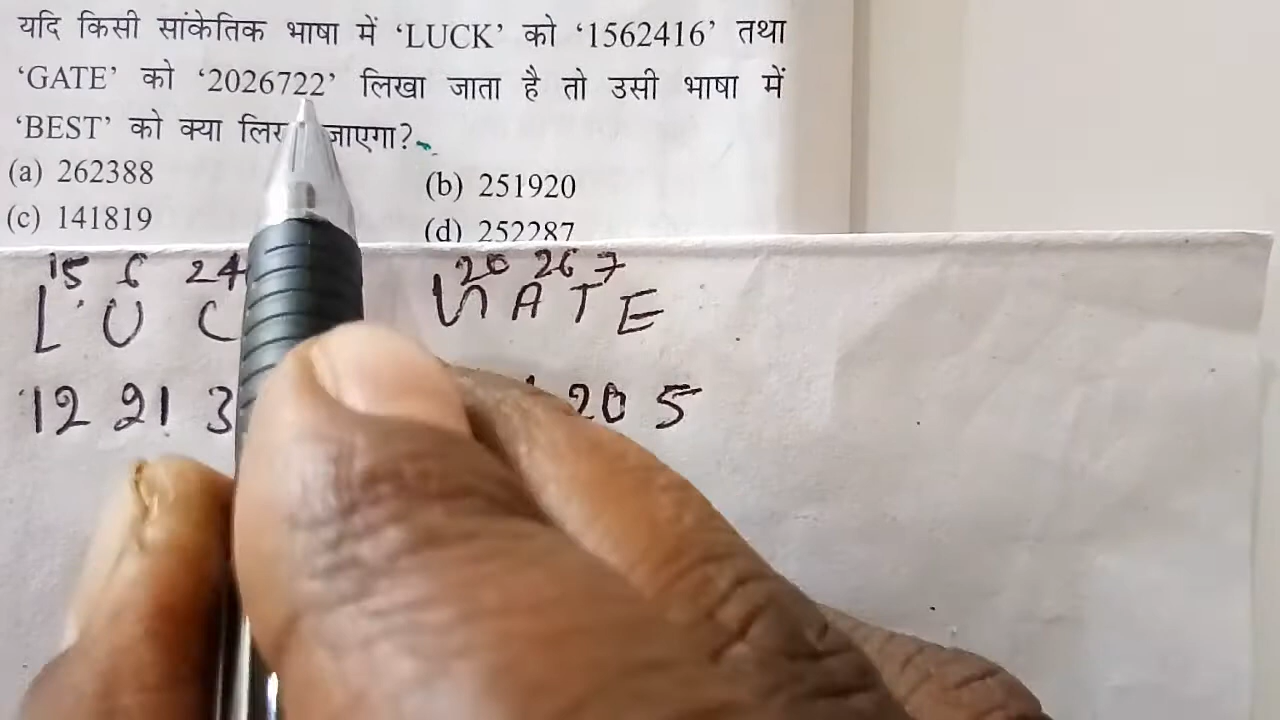 यदि किसी सांकेतिक भाषा में ‘LUCK’ को ‘1562416’ तथा
‘GATE’ को ‘2026722’ लिखा जाता है तो उसी भाषा में
‘BEST’ को क्या जाएगा?
(a) 262388 (b) 251920
(c) 141819 (d) 252287
15 6 24 20 26 7
L U C G A T E
12 21 3 20 5